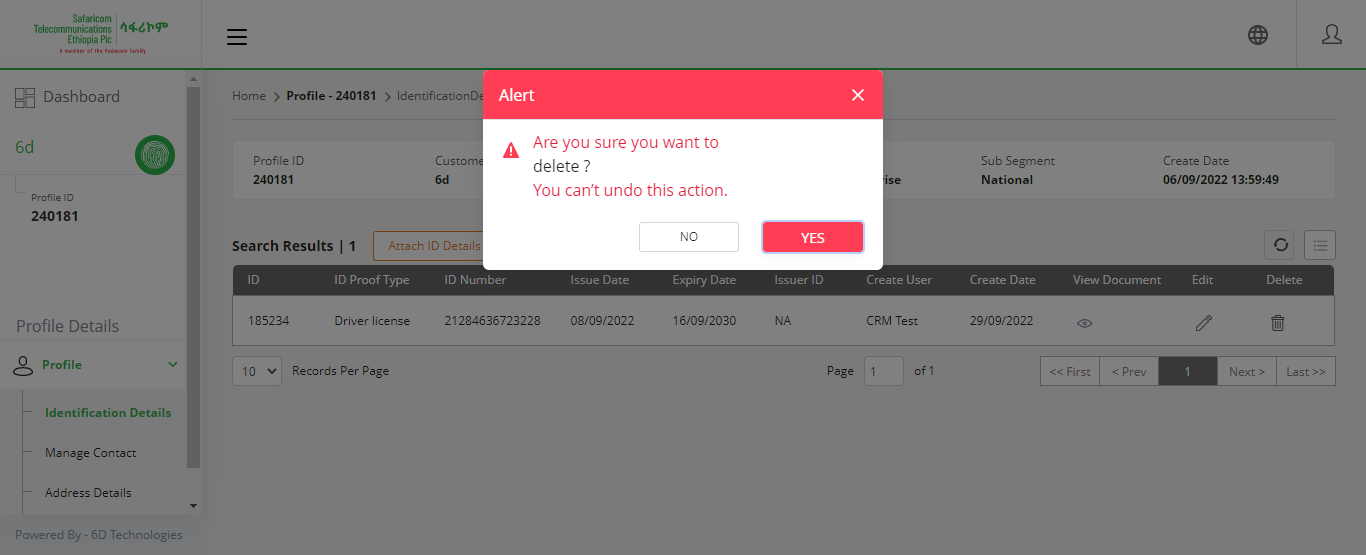 Safaricom
Telecommunications
Ethiopia Plc
ሳፋሪኮም
A member of the Vodacom family
Dashboard
6d
Profile ID
240181
Profile Details
Profile
Identification Details
Manage Contact
Address Details
Powered By - 6D Technologies
Home > Profile - 240181 > IdentificationDe
Alert
Are you sure you want to
delete ?
You can't undo this action.
NO YES
Profile ID
240181
Custome
6d
ise
Sub Segment
National
Create Date
06/09/2022 13:59:49
Search Results | 1 Attach ID Details
ID ID Proof Type ID Number Issue Date Expiry Date Issuer ID Create User Create Date View Document Edit Delete
185234 Driver license 21284636723228 08/09/2022 16/09/2030 NA CRM Test 29/09/2022
10 Records Per Page Page 1 of 1 << First < Prev 1 Next > Last >>